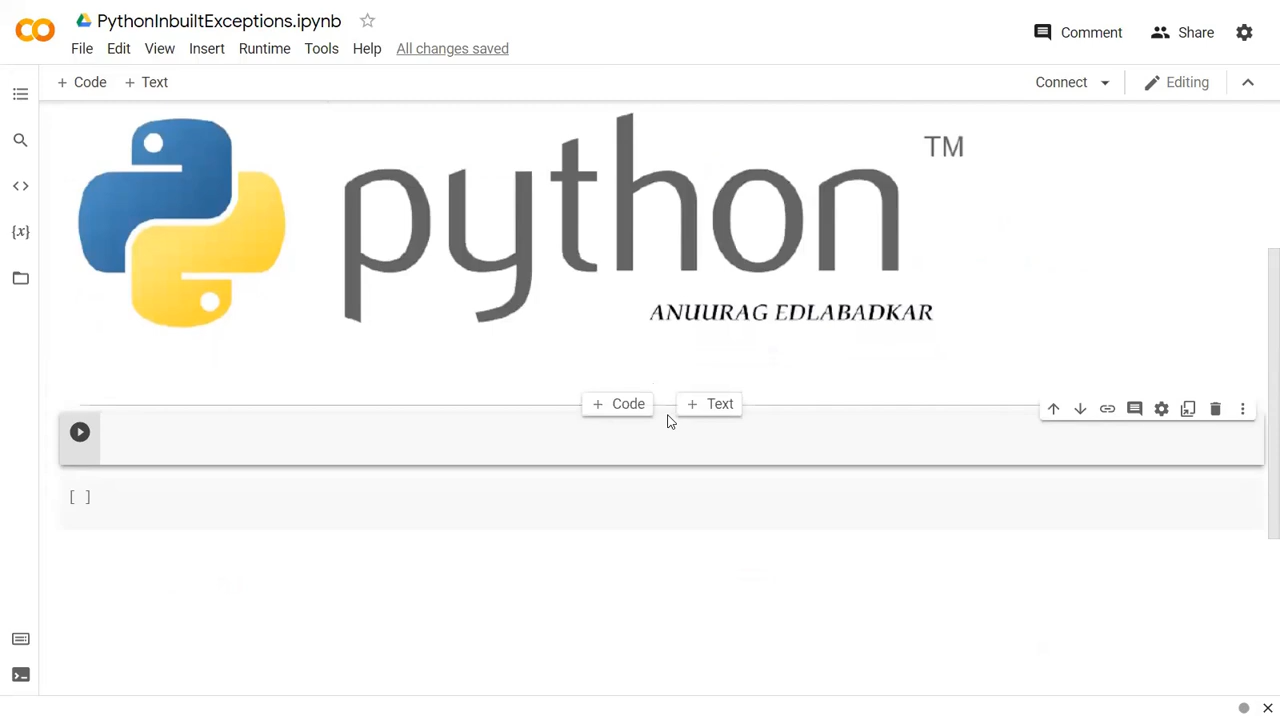 PythonInbuiltExceptions.ipynb
File Edit View Insert Runtime Tools Help All changes saved
Comment Share
+ Code + Text
Connect Editing
{x}
python TM
ANUURAG EDLABADKAR
+ Code + Text
[ ]